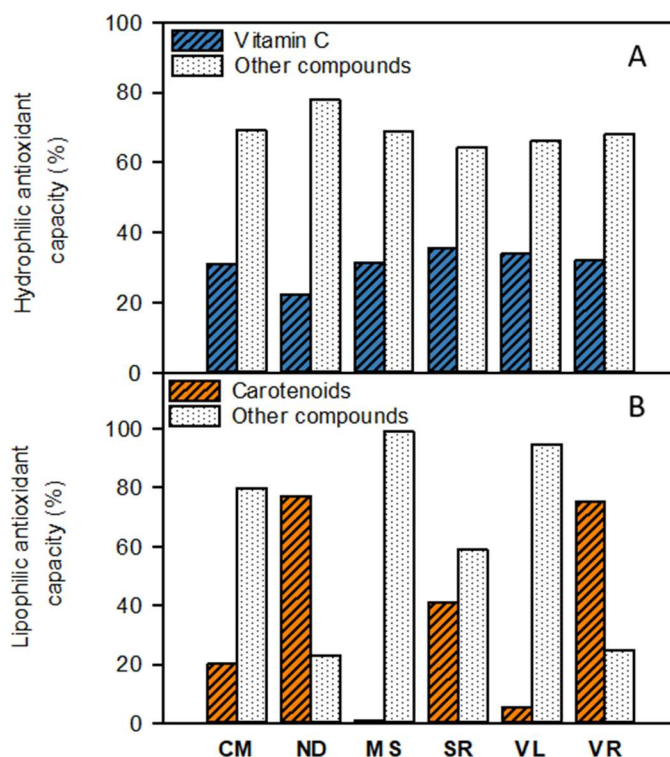 100
80
60
40
20
0
Hydrophilic antioxidant
capacity (%)
Vitamin C
Other compounds
A
100
80
60
40
20
0
Lipophilic antioxidant
capacity (%)
Carotenoids
Other compounds
B
CM ND MS SR VL VR